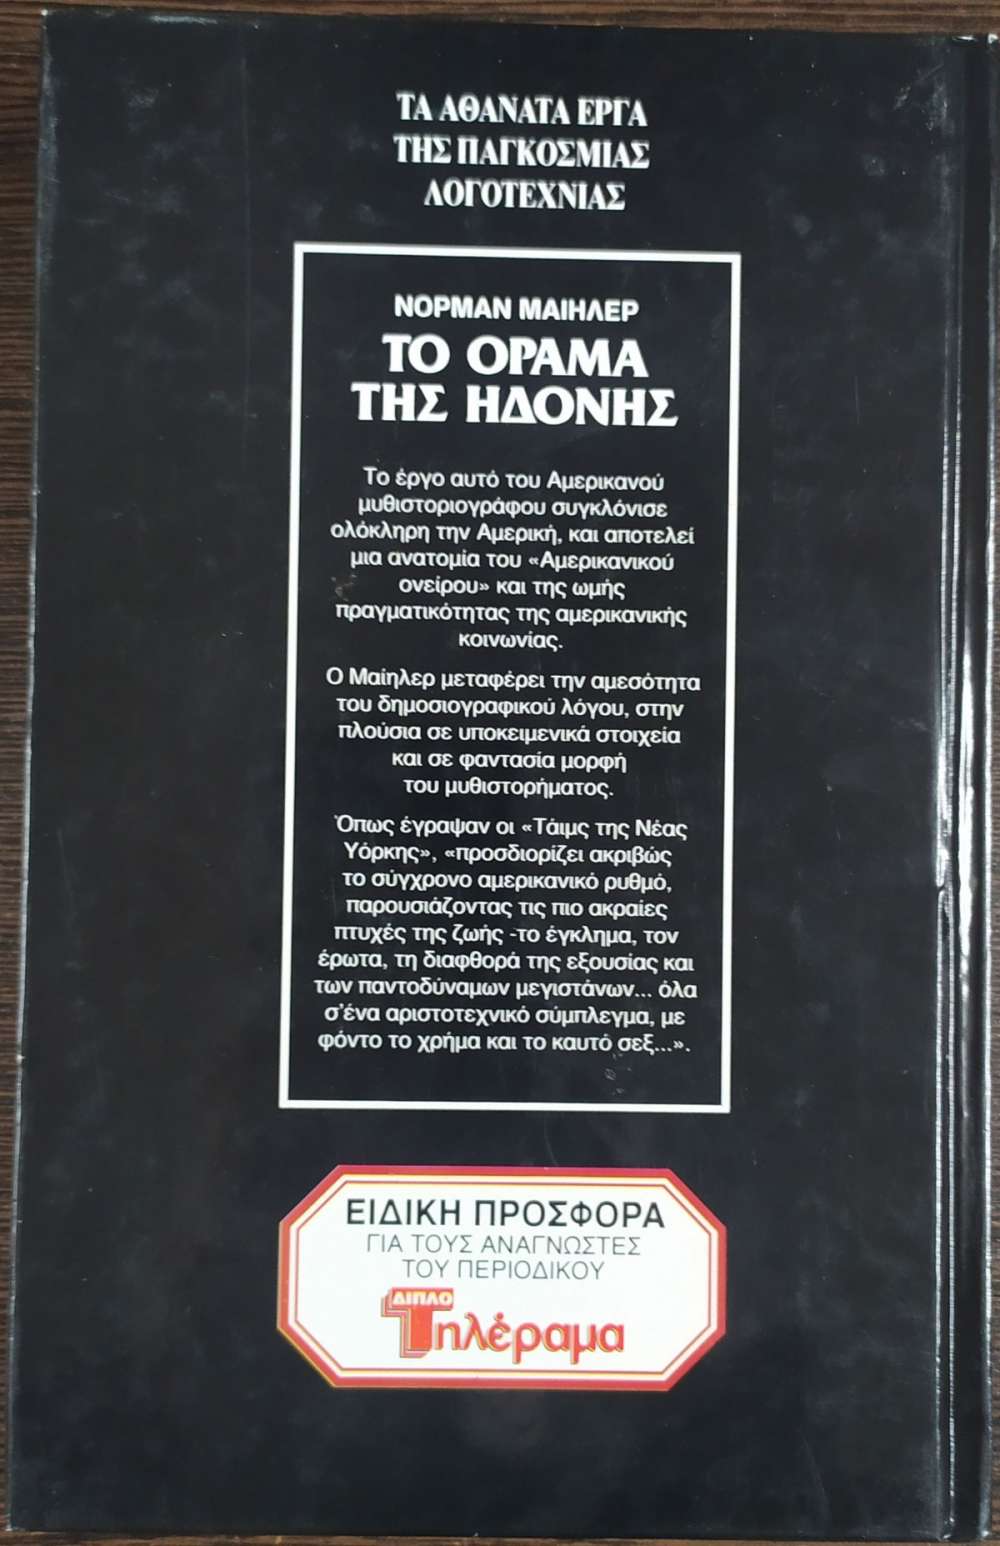 ΤΑ ΑΘΑΝΑΤΑ ΕΡΓΑ
ΤΗΣ ΠΑΓΚΟΣΜΙΑΣ
ΛΟΓΟΤΕΧΝΙΑΣ
ΝΟΡΜΑΝ ΜΑΙΗΛΕΡ
ΤΟ ΟΡΑΜΑ
ΤΗΣ ΗΔΟΝΗΣ
Το έργο αυτό του Αμερικανού
μυθιστοριογράφου συγκλόνισε
ολόκληρη την Αμερική, και αποτελεί
μια ανατομία του «Αμερικανικού
ονείρου» και της ωμής
πραγματικότητας της αμερικανικής
κοινωνίας.
Ο Μαίηλερ μεταφέρει την αμεσότητα
του δημοσιογραφικού λόγου, στην
πλούσια σε υποκειμενικά στοιχεία
και σε φαντασία μορφή
του μυθιστορήματος.
Όπως έγραψαν οι «Τάιμς της Νέας
Υόρκης», «προσδιορίζει ακριβώς
το σύγχρονο αμερικανικό ρυθμό,
παρουσιάζοντας τις πιο ακραίες
πτυχές της ζωής -το έγκλημα, τον
έρωτα, τη διαφθορά της εξουσίας και
των παντοδύναμων μεγιστάνων... όλα
σ'ένα αριστοτεχνικό σύμπλεγμα, με
φόντο το χρήμα και το καυτό σεξ...».
ΕΙΔΙΚΗ ΠΡΟΣΦΟΡΑ
ΓΙΑ ΤΟΥΣ ΑΝΑΓΝΩΣΤΕΣ
ΤΟΥ ΠΕΡΙΟΔΙΚΟΥ
ΔΙΠΛΟ
Τηλέραμα